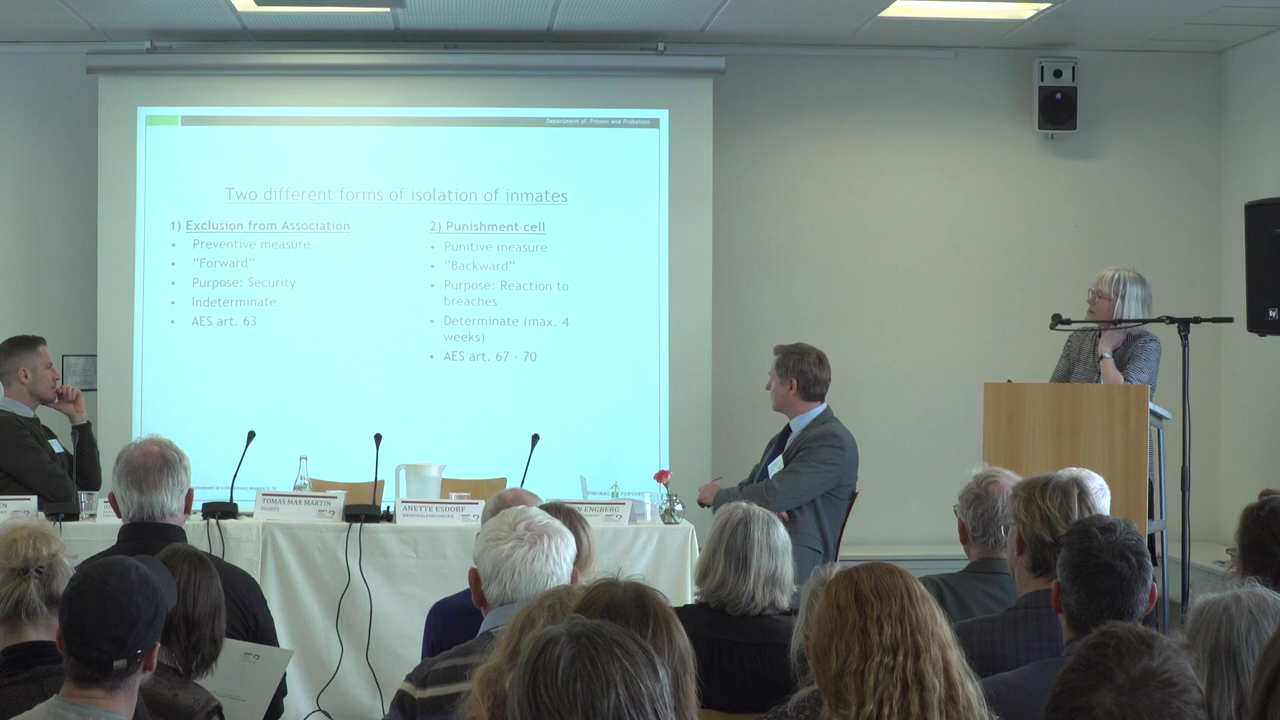 Department of Prisons and Probation
Two different forms of isolation of inmates
1) Exclusion from Association
• Preventive measure
• "Forward"
• Purpose: Security
• Indeterminate
• AES art. 63
2) Punishment cell
• Punitive measure
• "Backward"
• Purpose: Reaction to
breaches
• Determinate (max. 4
weeks)
• AES art. 67 - 70
TOMAS MAX MARTIN
DIGNITY
ANETTE ESDORF
KRIMINALFORSORGEN
ENGBERG